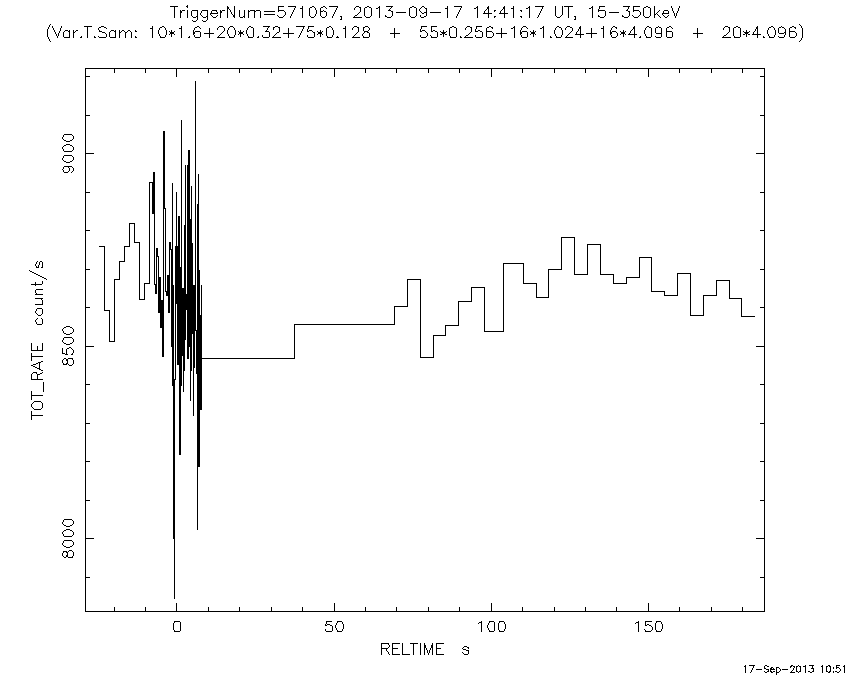 TriggerNum=571067, 2013-09-17 14:41:17 UT, 15-350keV
(Var.T.Sam: 10*1.6+20*0.32+75*0.128 + 55*0.256+16*1.024+16*4.096 + 20*4.096)
9000
8500
8000
TOT_RATE count/s
0 50 100 150
RELTIME s
17-Sep-2013 10:51